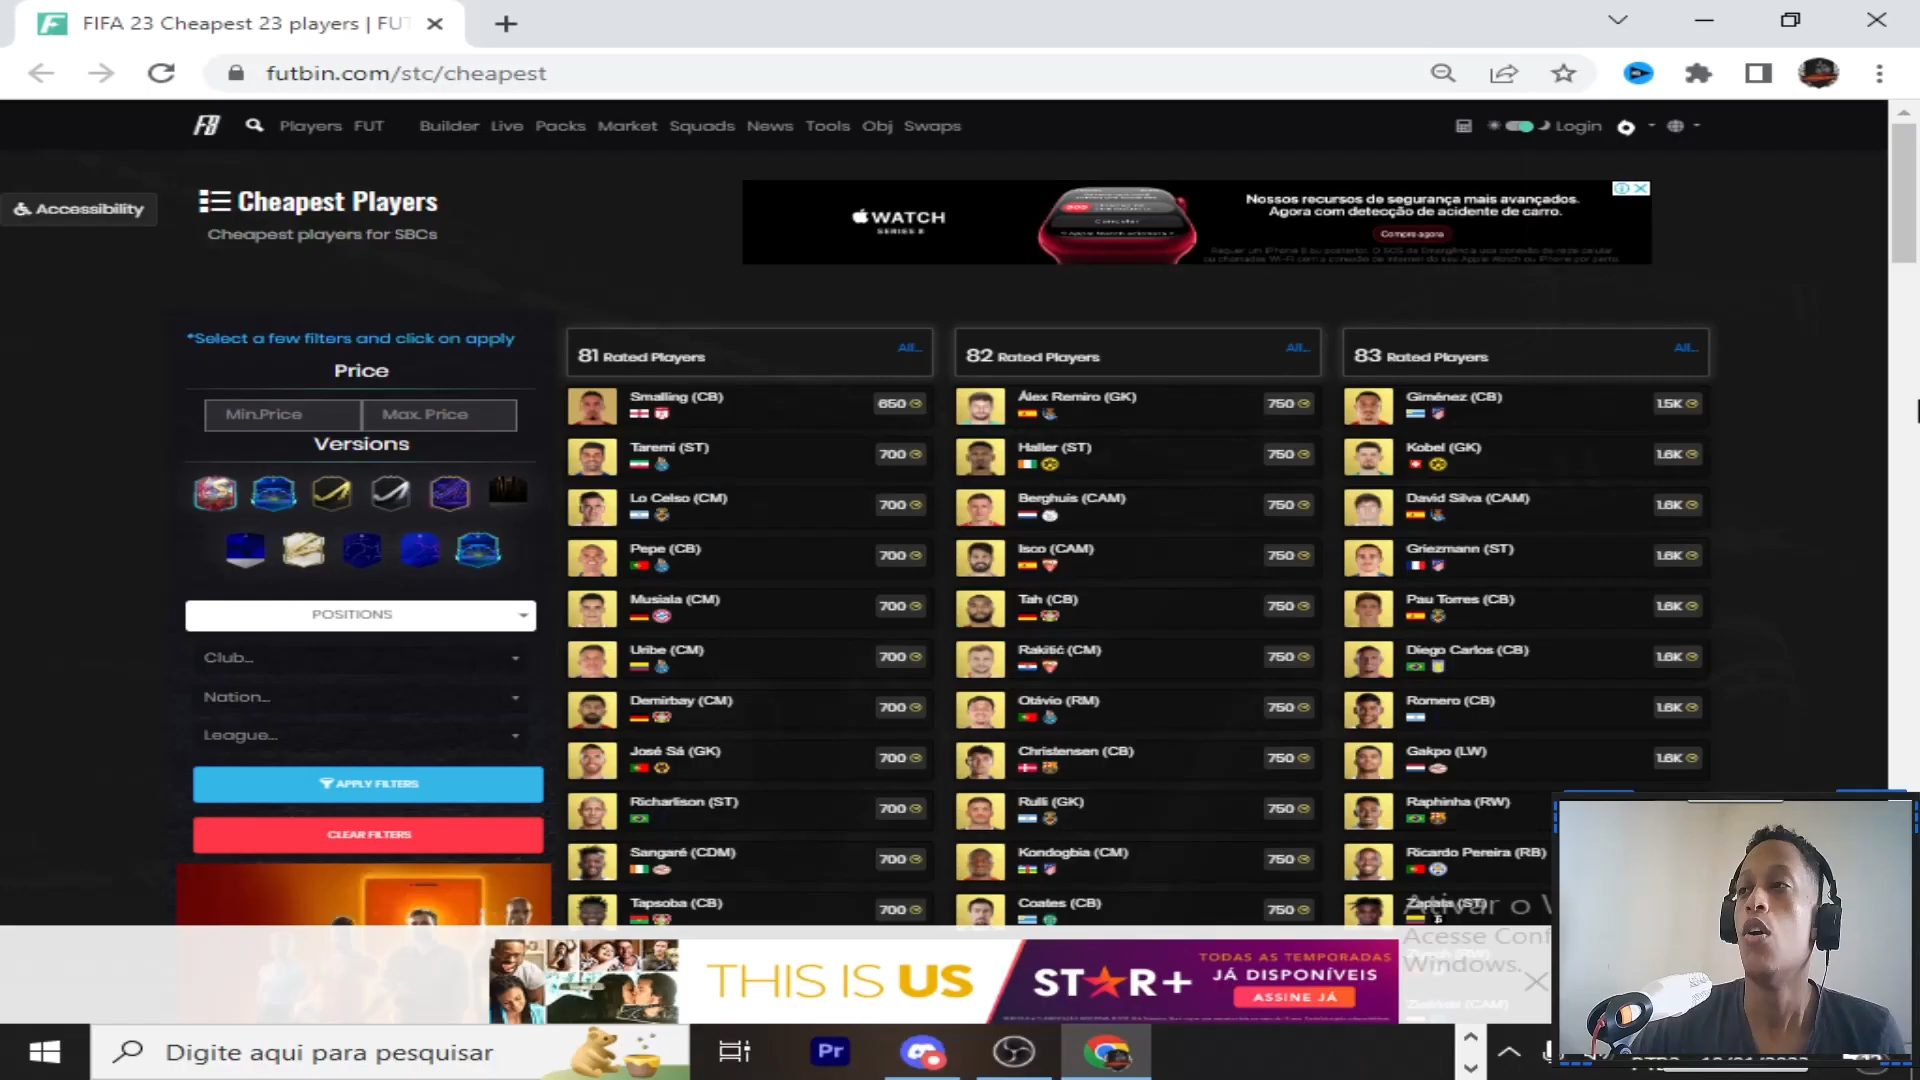 FIFA 23 Cheapest 23 players | FUT
futbin.com/stc/cheapest
Players FUT Builder Live Packs Market Squads News Tools Obj Swaps
Login
Accessibility
Cheapest Players
Cheapest players for SBCs
WATCH
SERIES 8
Nossos recursos de segurança mais avançados.
Agora com detecção de acidente de carro.
Compre agora
*Select a few filters and click on apply
Price
Min.Price
Max. Price
Versions
POSITIONS
Club...
Nation...
League...
APPLY FILTERS
CLEAR FILTERS
81 Rated Players
All...
Smalling (CB)
650
Taremi (ST)
700
Lo Celso (CM)
700
Pepe (CB)
700
Musiala (CM)
700
Uribe (CM)
700
Demirbay (CM)
700
José Sá (GK)
700
Richarlison (ST)
700
Sangaré (CDM)
700
Tapsoba (CB)
700
82 Rated Players
All...
Álex Remiro (GK)
750
Haller (ST)
750
Berghuis (CAM)
750
Isco (CAM)
750
Tah (CB)
750
Rakitić (CM)
750
Otávio (RM)
750
Christensen (CB)
750
Rulli (GK)
750
Kondogbia (CM)
750
Coates (CB)
750
83 Rated Players
All...
Giménez (CB)
1.5K
Kobel (GK)
1.6K
David Silva (CAM)
1.6K
Griezmann (ST)
1.6K
Pau Torres (CB)
1.6K
Diego Carlos (CB)
1.6K
Romero (CB)
1.6K
Gakpo (LW)
1.6K
Raphinha (RW)
Ricardo Pereira (RB)
Zapata (ST)
Ativar o
Acesse Conf
Windows.
THIS IS US
STAR+
TODAS AS TEMPORADAS
JÁ DISPONÍVEIS
ASSINE JÁ
Digite aqui para pesquisar
Pr